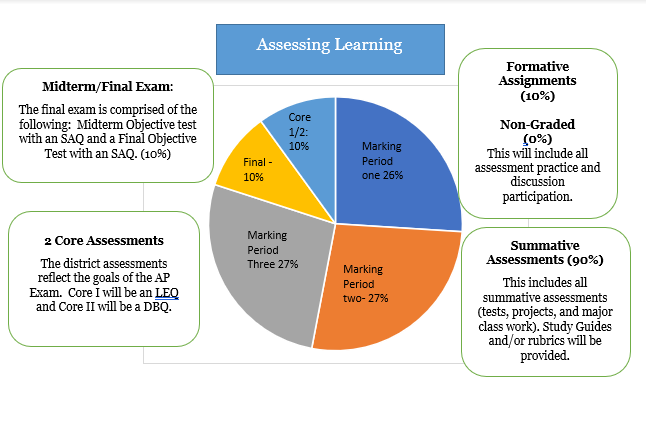 Assessing Learning
Midterm/Final Exam:
The final exam is comprised of the
following:  Midterm Objective test
with an SAQ and a Final Objective
Test with an SAQ. (10%)
2 Core Assessments
The district assessments
reflect the goals of the AP
Exam.  Core I will be an LEQ
and Core II will be a DBQ.
Core
1/2:
10%
Final -
10%
Marking
Period
one 26%
Marking
Period
Three 27%
Marking
Period
two- 27%
Formative
Assignments
(10%)
Non-Graded
(0%)
This will include all
assessment practice and
discussion
participation.
Summative
Assessments (90%)
This includes all
summative assessments
(tests, projects, and major
class work). Study Guides
and/or rubrics will be
provided.